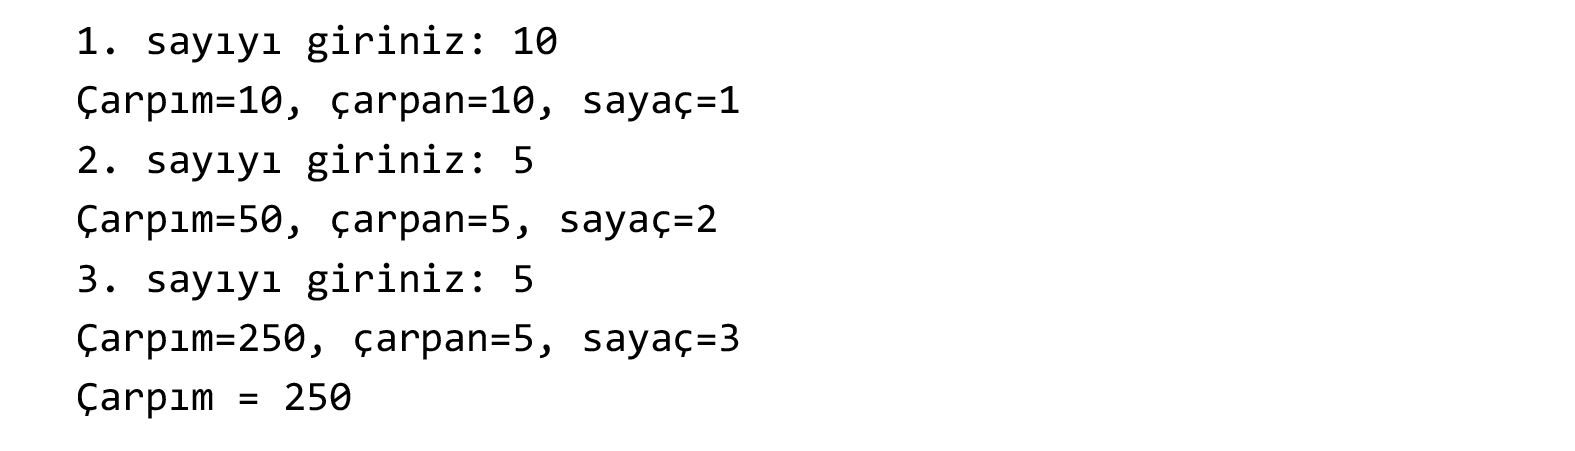 1. sayıyı giriniz: 10
Çarpım=10, çarpan=10, sayaç=1
2. sayıyı giriniz: 5
Çarpım=50, çarpan=5, sayaç=2
3. sayıyı giriniz: 5
Çarpım=250, çarpan=5, sayaç=3
Çarpım = 250